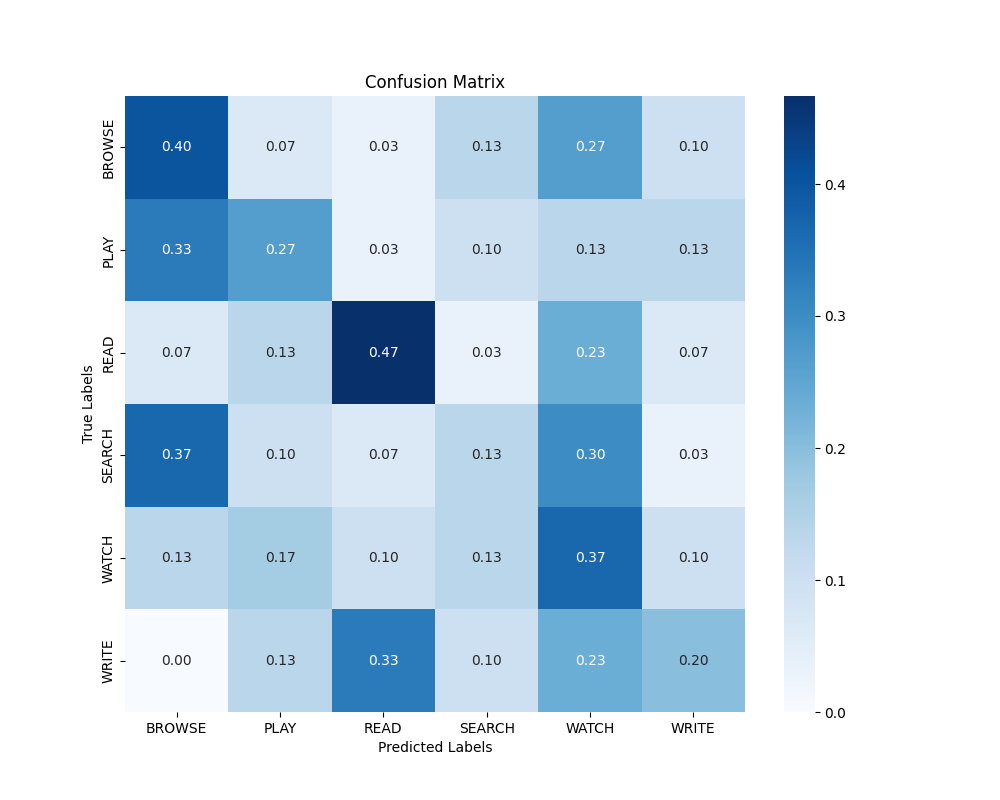 Confusion Matrix
BROWSE 0.40 0.07 0.03 0.13 0.27 0.10
PLAY 0.33 0.27 0.03 0.10 0.13 0.13
READ 0.07 0.13 0.47 0.03 0.23 0.07
SEARCH 0.37 0.10 0.07 0.13 0.30 0.03
WATCH 0.13 0.17 0.10 0.13 0.37 0.10
WRITE 0.00 0.13 0.33 0.10 0.23 0.20
True Labels
BROWSE PLAY READ SEARCH WATCH WRITE
Predicted Labels
0.4
0.3
0.2
0.1
0.0